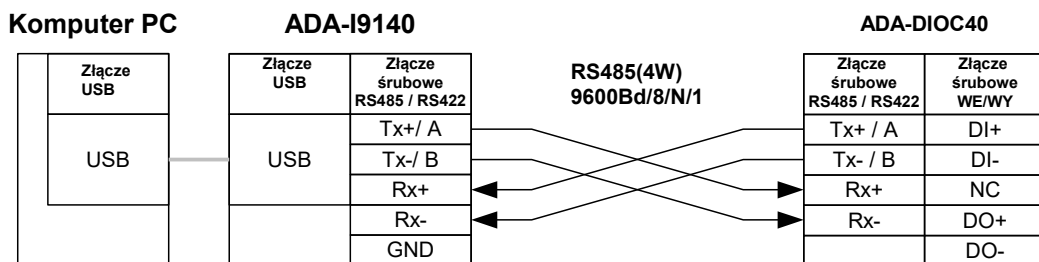 Komputer PC
ADA-I9140
ADA-DIOC40
Złącze
USB
Złącze
USB
Złącze
śrubowe
RS485 / RS422
RS485(4W)
9600Bd/8/N/1
Złącze
śrubowe
RS485 / RS422
Złącze
śrubowe
WE/WY
USB
USB
Tx+/ A
Tx-/ B
Rx+
Rx-
GND
Tx+ / A
DI+
Tx- / B
DI-
Rx+
NC
Rx-
DO+
DO-